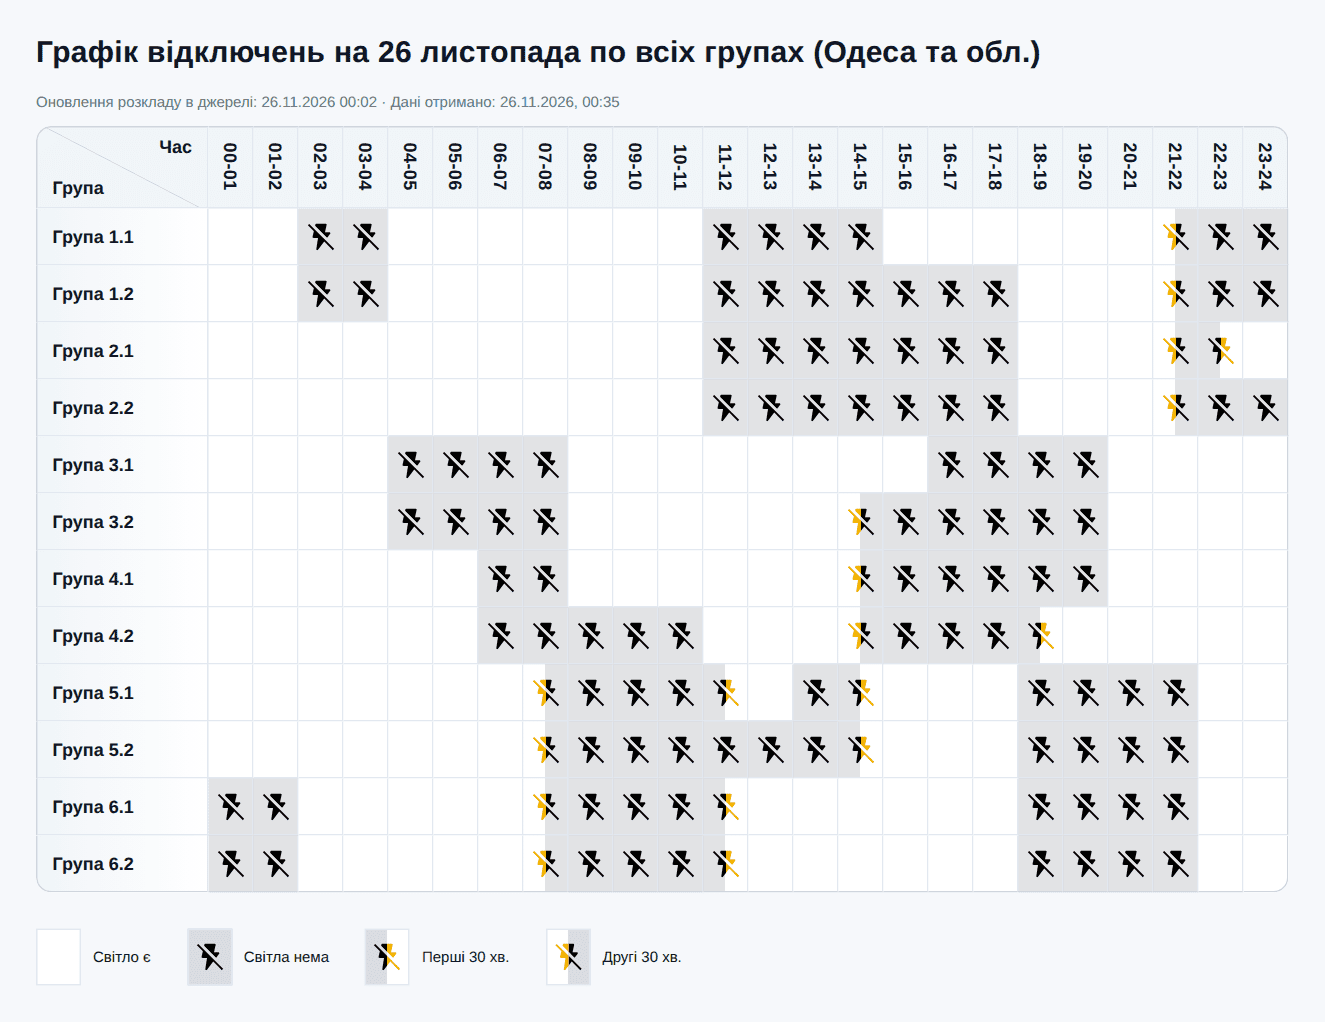 Графік відключень на 26 листопада по всіх групах (Одеса та обл.)
Оновлення розкладу в джерелі: 26.11.2026 00:02 · Дані отримано: 26.11.2026, 00:35
Час
Група
00-01 01-02 02-03 03-04 04-05 05-06 06-07 07-08 08-09 09-10 10-11 11-12 12-13 13-14 14-15 15-16 16-17 17-18 18-19 19-20 20-21 21-22 22-23 23-24
Група 1.1
Група 1.2
Група 2.1
Група 2.2
Група 3.1
Група 3.2
Група 4.1
Група 4.2
Група 5.1
Група 5.2
Група 6.1
Група 6.2
Світло є Світла нема Перші 30 хв. Другі 30 хв.